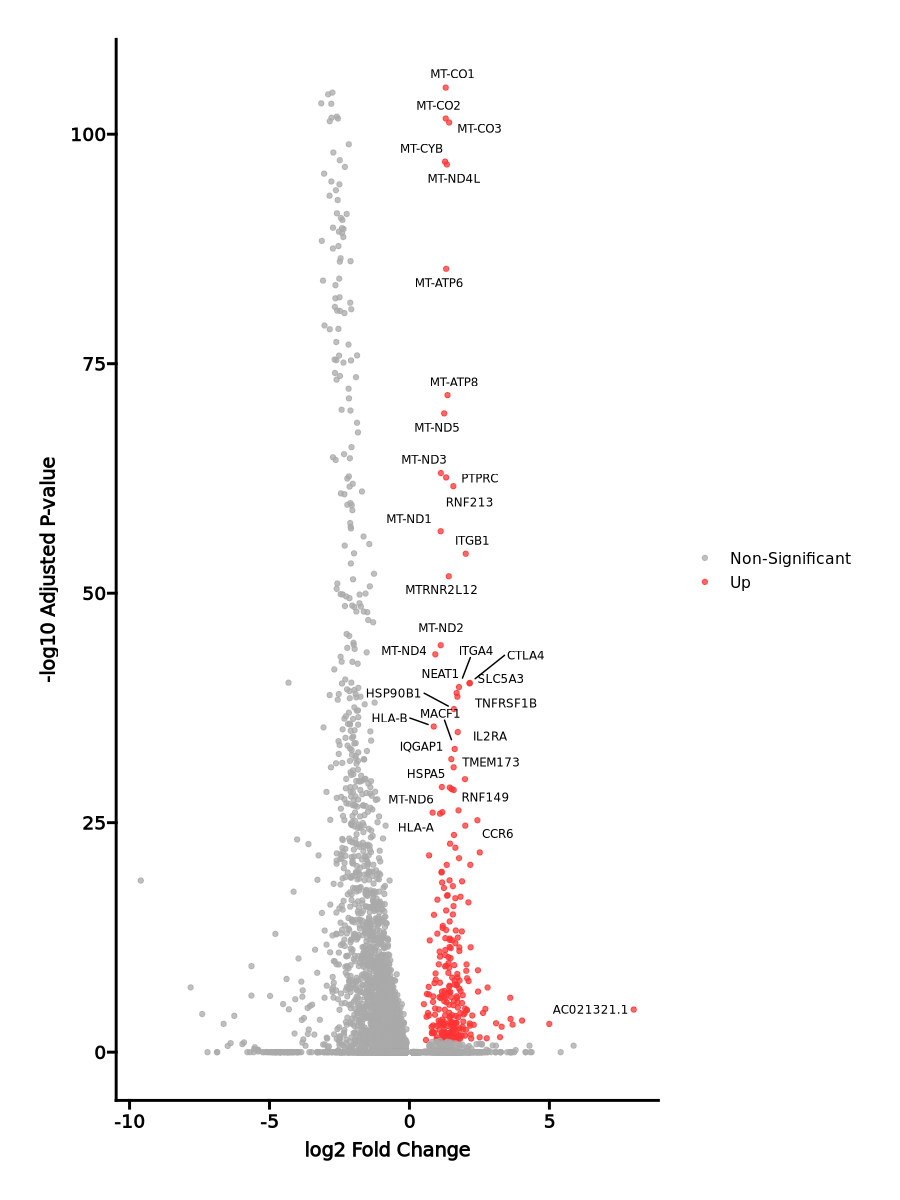 MT-CO1
MT-CO2
MT-CO3
MT-CYB
MT-ND4L
MT-ATP6
MT-ATP8
MT-ND5
MT-ND3
PTPRC
RNF213
MT-ND1
ITGB1
MTRNR2L12
MT-ND2
MT-ND4
ITGA4
CTLA4
NEAT1
SLC5A3
HSP90B1
TNFRSF1B
HLA-B
MACF1
IL2RA
IQGAP1
TMEM173
HSPA5
MT-ND6
RNF149
HLA-A
CCR6
AC021321.1
100
75
50
25
0
-10
-5
0
5
log2 Fold Change
-log10 Adjusted P-value
Non-Significant
Up